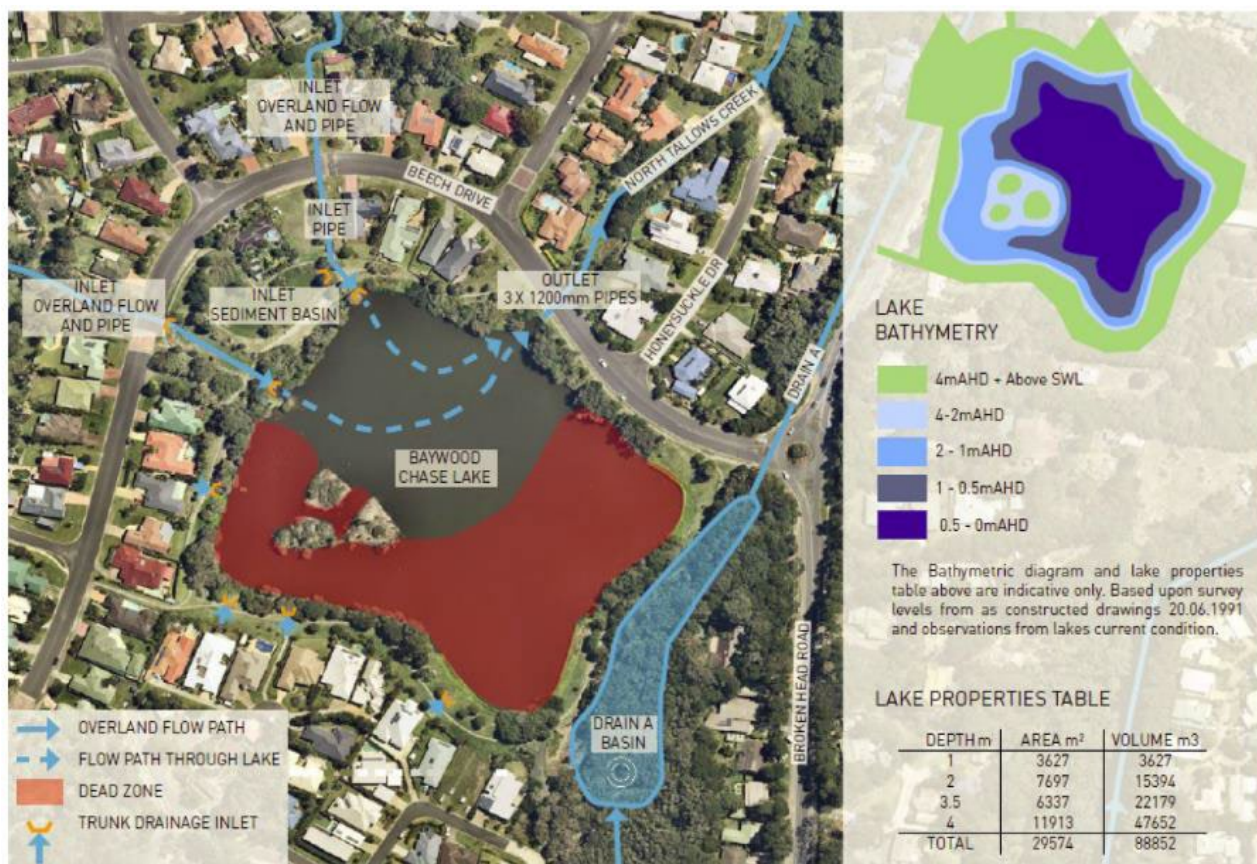 INLET
OVERLAND FLOW
AND PIPE
INLET
PIPE
BEECH DRIVE
NORTH TALLOWS CREEK
INLET
OVERLAND FLOW
AND PIPE
INLET
SEDIMENT BASIN
OUTLET
3 X 1200mm PIPES
HONEYSUCKLE DR
DRAIN A
BAYWOOD
CHASE LAKE
DRAIN A
BASIN
BROKEN HEAD ROAD
OVERLAND FLOW PATH
FLOW PATH THROUGH LAKE
DEAD ZONE
TRUNK DRAINAGE INLET
LAKE
BATHYMETRY
4mAHD + Above SWL
4-2mAHD
2 - 1mAHD
1 - 0.5mAHD
0.5 - 0mAHD
The Bathymetric diagram and lake properties
table above are indicative only. Based upon survey
levels from as constructed drawings 20.06.1991
and observations from lakes current condition.
LAKE PROPERTIES TABLE
DEPTH m AREA m² VOLUME m3
1 3627 3627
2 7697 15394
3.5 6337 22179
4 11913 47652
TOTAL 29574 88852